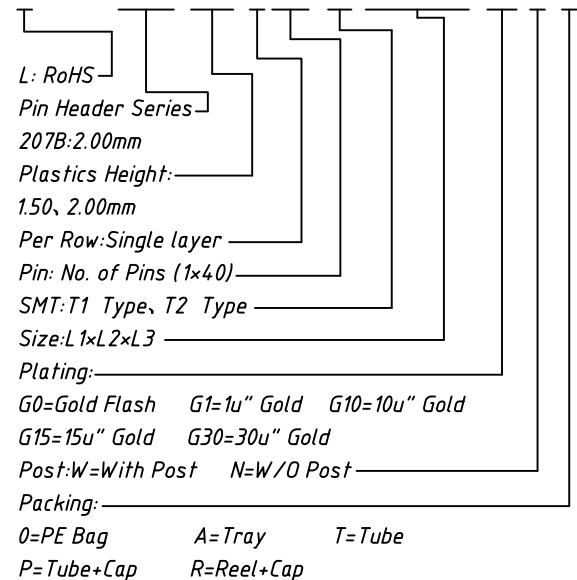 L: RoHS
Pin Header Series
207B:2.00mm
Plastics Height:
1.50、2.00mm
Per Row:Single layer
Pin: No. of Pins (1×40)
SMT:T1 Type、T2 Type
Size:L1×L2×L3
Plating:
G0=Gold Flash G1=1u" Gold G10=10u" Gold
G15=15u" Gold G30=30u" Gold
Post:W=With Post N=W/O Post
Packing:
0=PE Bag A=Tray T=Tube
P=Tube+Cap R=Reel+Cap